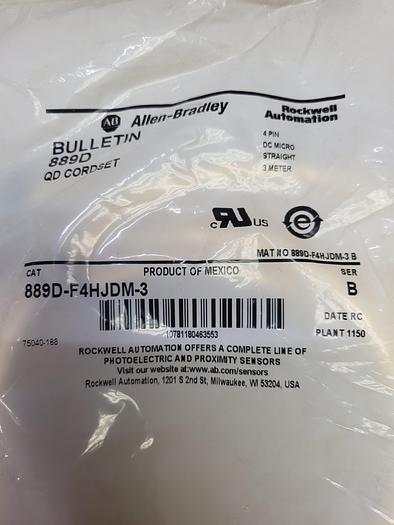 AB Allen-Bradley
Rockwell
Automation
BULLETIN
889D
QD CORDSET
4 PIN
DC MICRO
STRAIGHT
3 METER
c RU US e
MAT NO 889D-F4HJDM-3 B
CAT
PRODUCT OF MEXICO
SER
889D-F4HJDM-3
B
DATE RC
10781180463553
75040-188
PLANT 1150
ROCKWELL AUTOMATION OFFERS A COMPLETE LINE OF
PHOTOELECTRIC AND PROXIMITY SENSORS
Visit our website at:www.ab.com/sensors
Rockwell Automation, 1201 S 2nd St, Milwaukee, WI 53204, USA